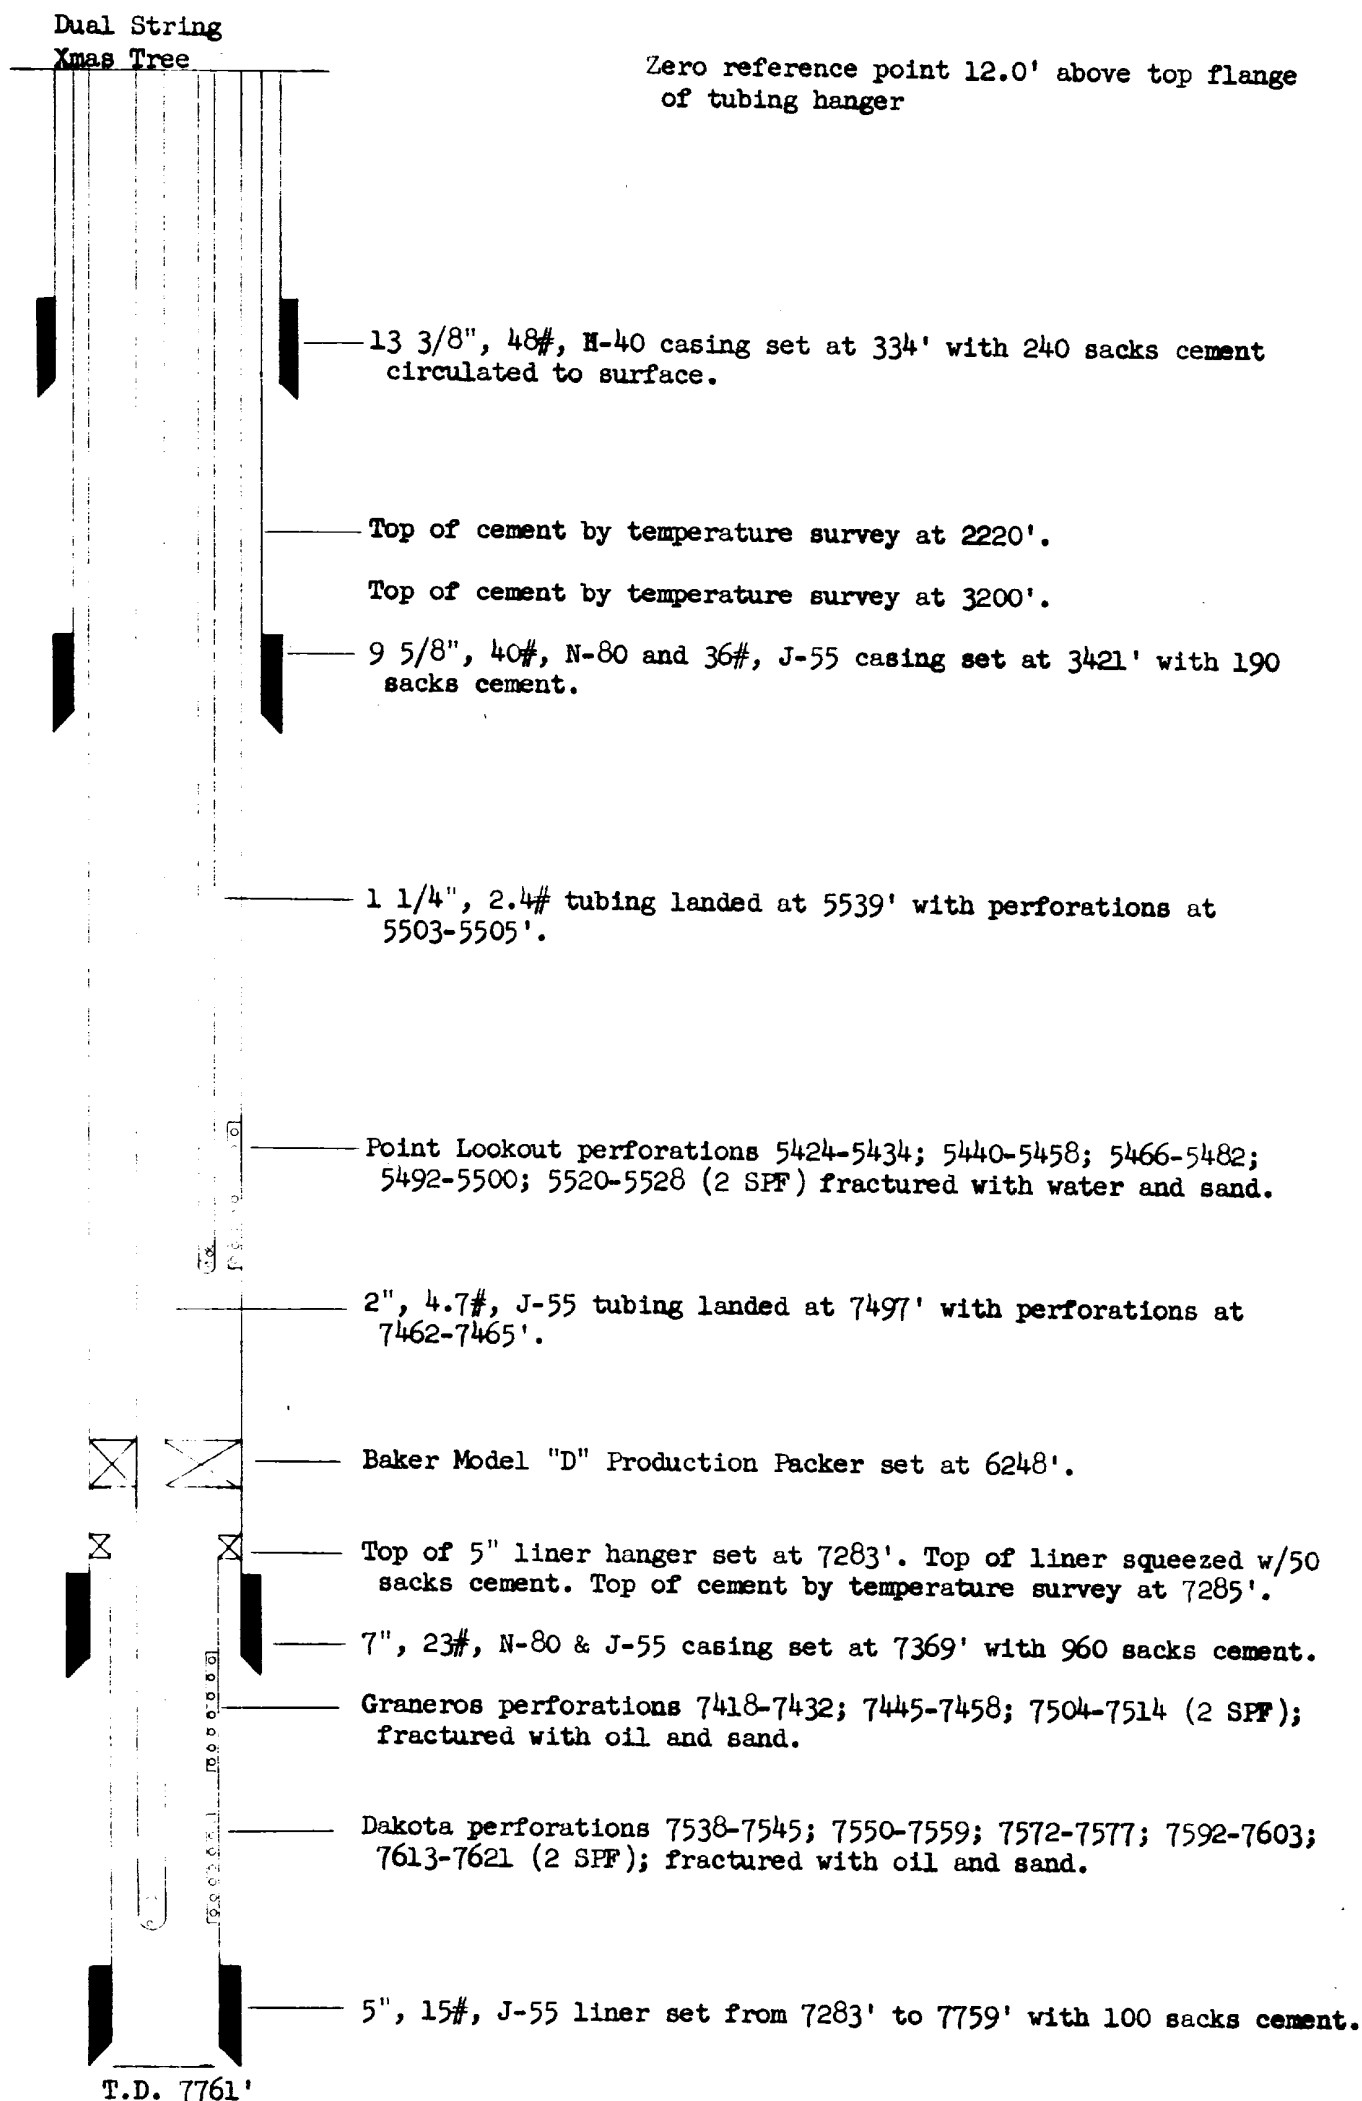 Dual String
Xmas Tree
Zero reference point 12.0' above top flange
of tubing hanger
13 3/8", 48#, H-40 casing set at 334' with 240 sacks cement
circulated to surface.
Top of cement by temperature survey at 2220'.
Top of cement by temperature survey at 3200'.
9 5/8", 40#, N-80 and 36#, J-55 casing set at 3421' with 190
sacks cement.
1 1/4", 2.4# tubing landed at 5539' with perforations at
5503-5505'.
Point Lookout perforations 5424-5434; 5440-5458; 5466-5482;
5492-5500; 5520-5528 (2 SPF) fractured with water and sand.
2", 4.7#, J-55 tubing landed at 7497' with perforations at
7462-7465'.
Baker Model "D" Production Packer set at 6248'.
Top of 5" liner hanger set at 7283'. Top of liner squeezed w/50
sacks cement. Top of cement by temperature survey at 7285'.
7", 23#, N-80 & J-55 casing set at 7369' with 960 sacks cement.
Graneros perforations 7418-7432; 7445-7458; 7504-7514 (2 SPF);
fractured with oil and sand.
Dakota perforations 7538-7545; 7550-7559; 7572-7577; 7592-7603;
7613-7621 (2 SPF); fractured with oil and sand.
5", 15#, J-55 liner set from 7283' to 7759' with 100 sacks cement.
T.D. 7761'